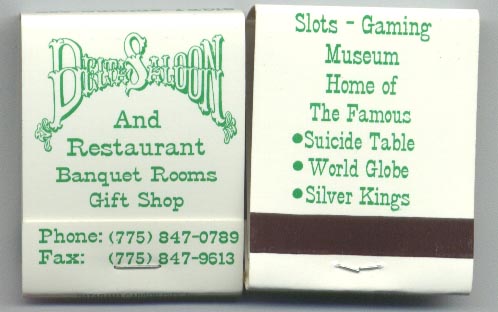 Delta Saloon
And
Restaurant
Banquet Rooms
Gift Shop
Phone: (775) 847-0789
Fax: (775) 847-9613
Slots - Gaming
Museum
Home of
The Famous
•Suicide Table
• World Globe
•Silver Kings